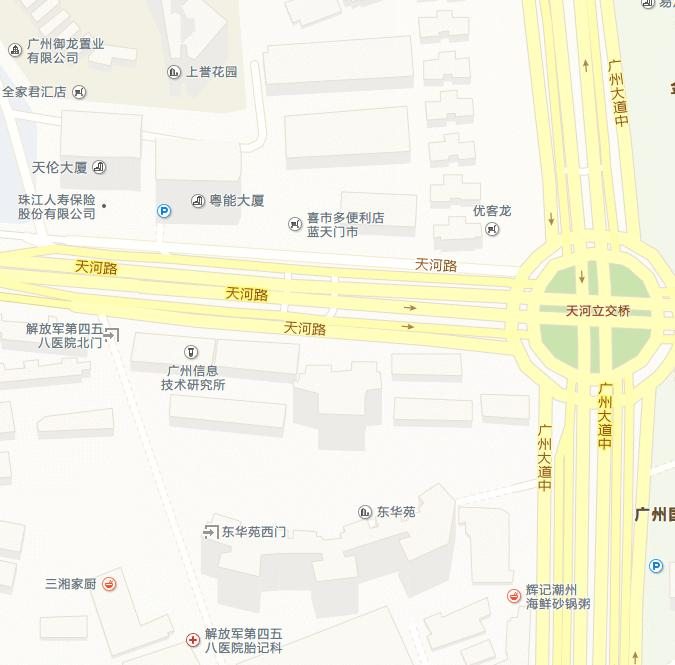 广州御龙置业
有限公司
上誉花园
全家君汇店
广州大道中
天伦大厦
珠江人寿保险
股份有限公司
粤能大厦
喜市多便利店
蓝天门市
优客龙
天河路
天河路
天河路
天河路
天河立交桥
解放军第四五
八医院北门
广州信息
技术研究所
广州大道中
广州大道中
东华苑
东华苑西门
广州国
三湘家厨
辉记潮州
海鲜砂锅粥
解放军第四五
八医院胎记科